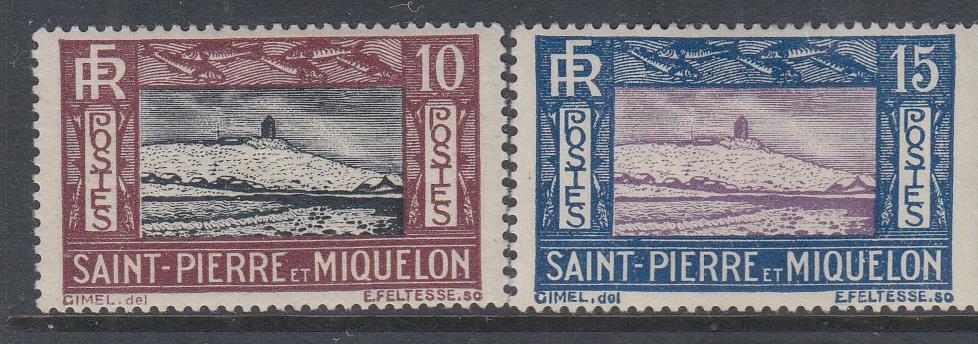 RF 10
POSTES POSTES
SAINT-PIERRE ET MIQUELON
GIMEL.del E.FELTESSE.sc
RF 15
POSTES POSTES
SAINT-PIERRE ET MIQUELON
GIMEL.del E.FELTESSE.sc